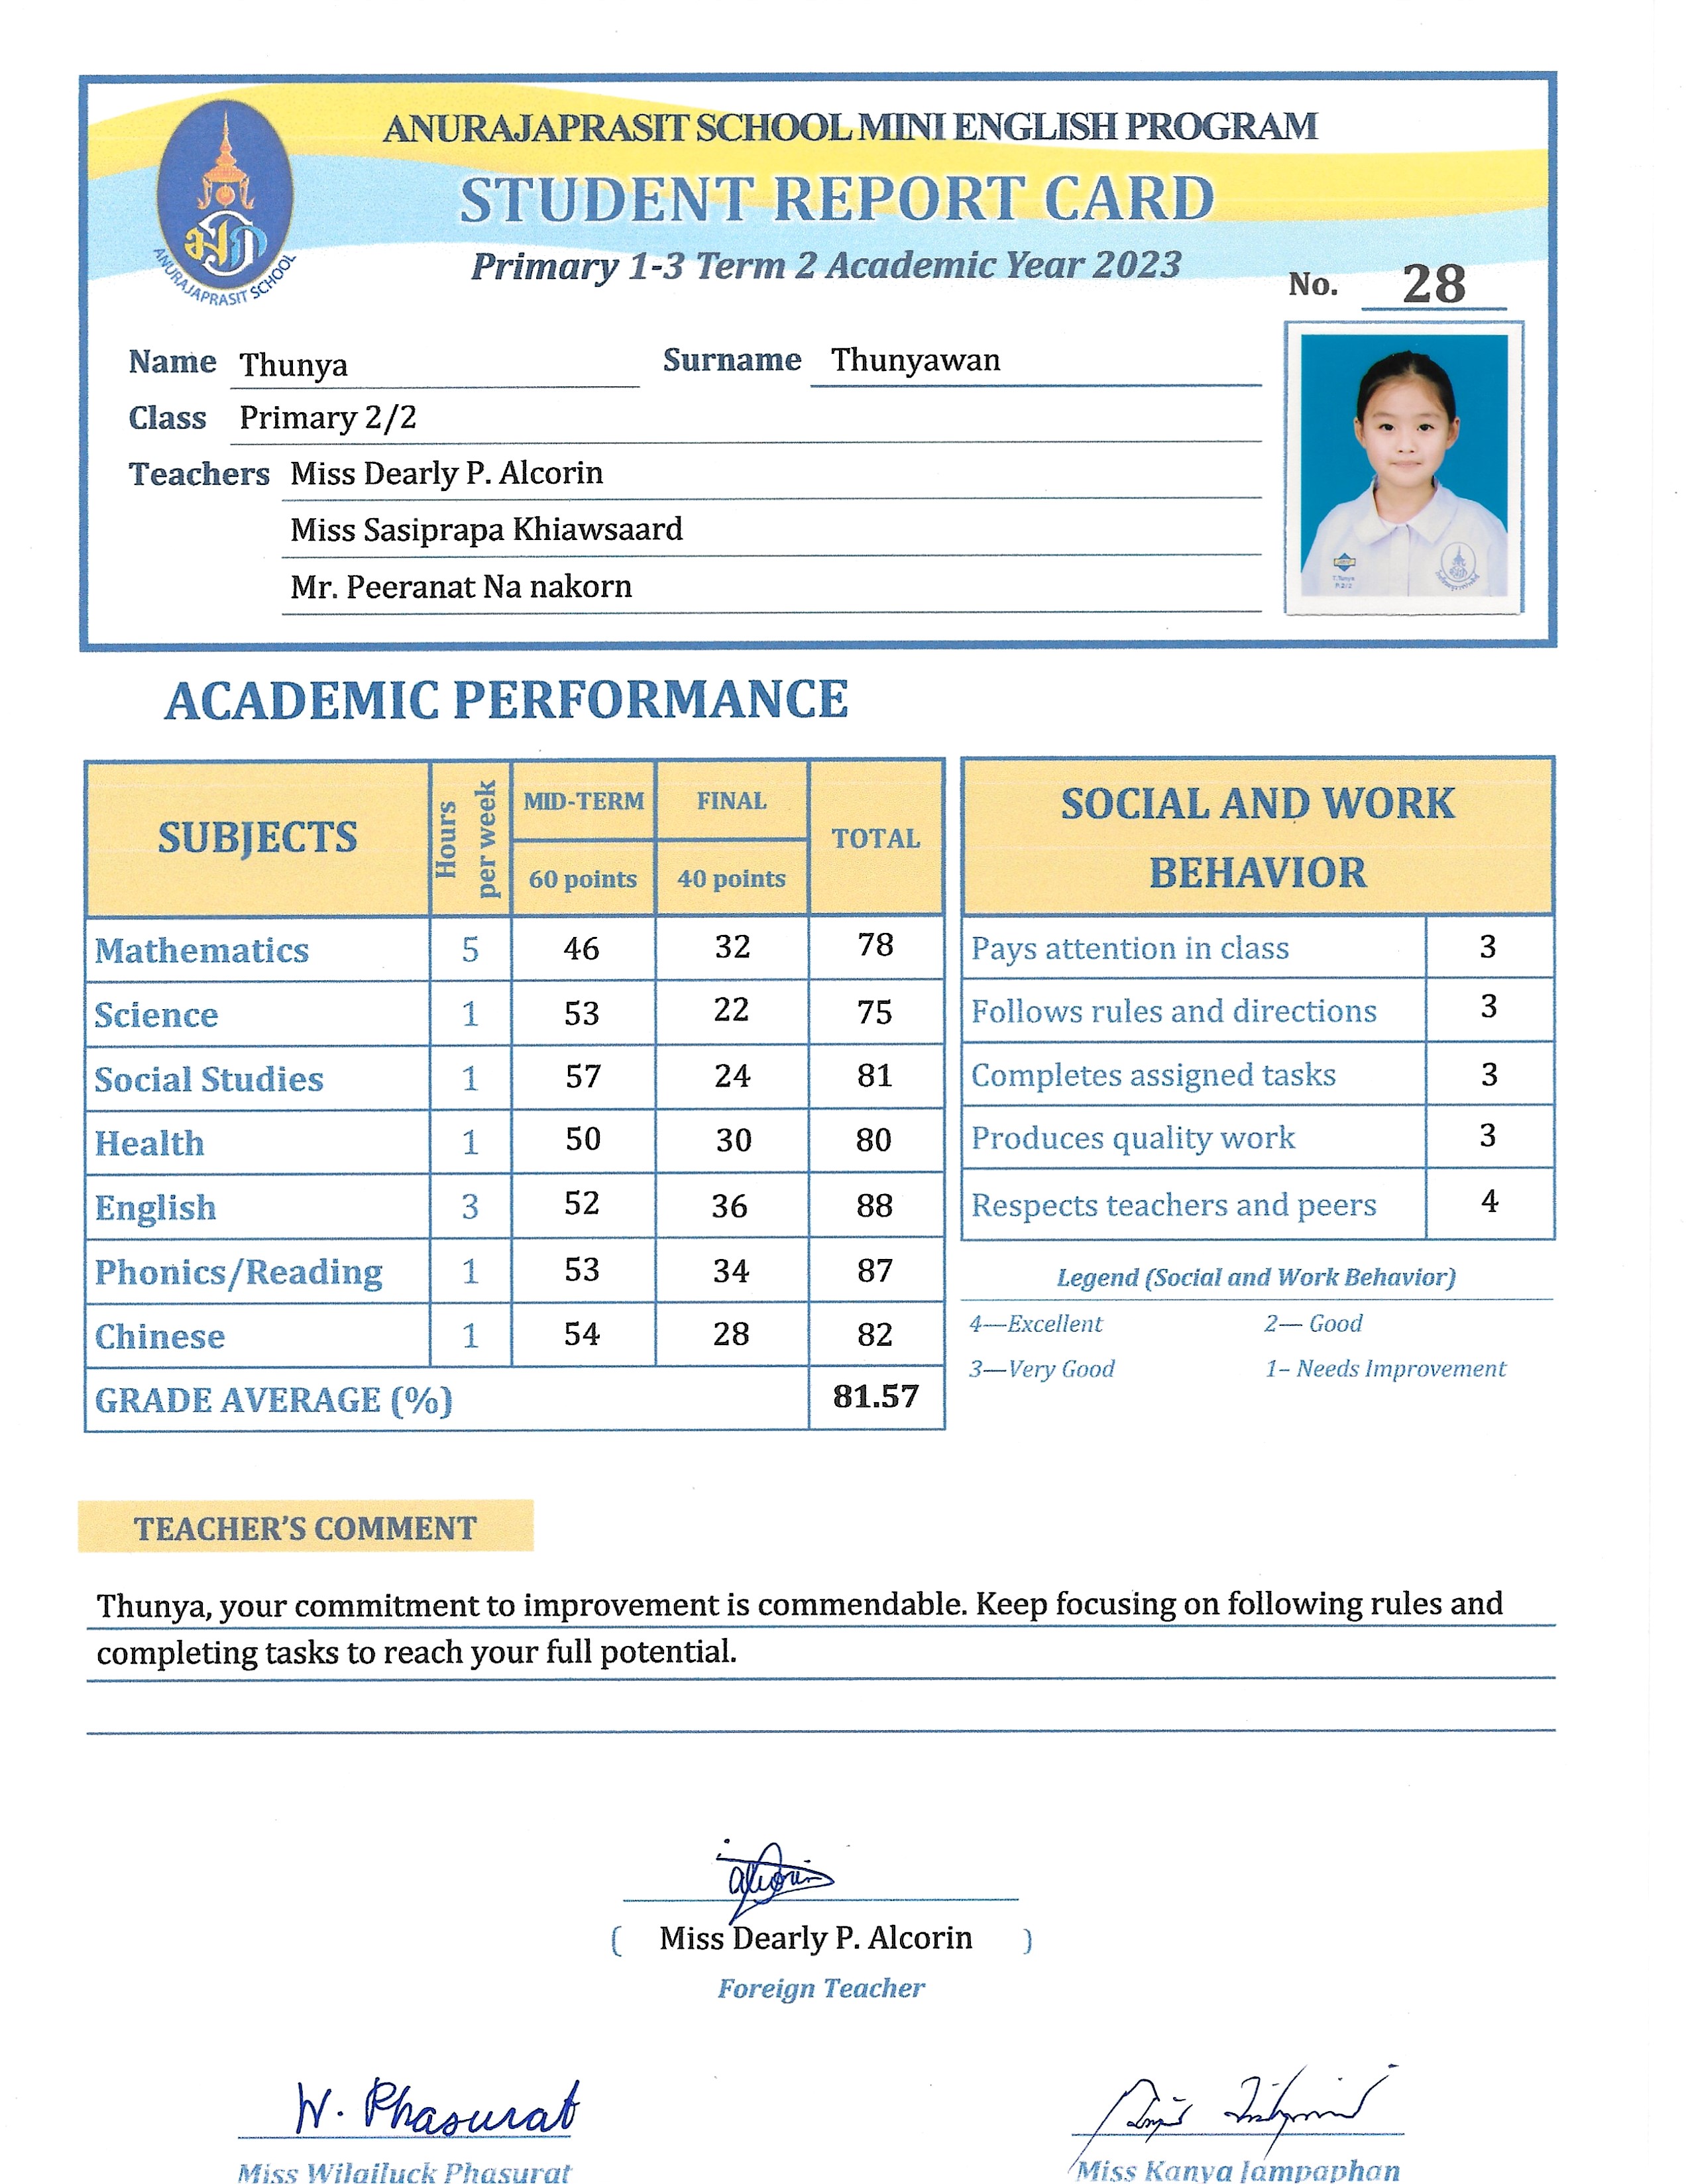 ANURAJAPRASIT SCHOOL MINI ENGLISH PROGRAM
STUDENT REPORT CARD
Primary 1-3 Term 2 Academic Year 2023
ANURAJAPRASIT SCHOOL
No. 28
Name Thunya Surname Thunyawan
Class Primary 2/2
Teachers Miss Dearly P. Alcorin
Miss Sasiprapa Khiawsaard
Mr. Peeranat Na nakorn
T.Tunya
P.2/2
ACADEMIC PERFORMANCE
SUBJECTS Hours per week MID-TERM FINAL TOTAL
60 points 40 points
Mathematics 5 46 32 78
Science 1 53 22 75
Social Studies 1 57 24 81
Health 1 50 30 80
English 3 52 36 88
Phonics/Reading 1 53 34 87
Chinese 1 54 28 82
GRADE AVERAGE (%) 81.57
SOCIAL AND WORK
BEHAVIOR
Pays attention in class 3
Follows rules and directions 3
Completes assigned tasks 3
Produces quality work 3
Respects teachers and peers 4
Legend (Social and Work Behavior)
4—Excellent 2— Good
3—Very Good 1– Needs Improvement
TEACHER'S COMMENT
Thunya, your commitment to improvement is commendable. Keep focusing on following rules and
completing tasks to reach your full potential.
alcorin
( Miss Dearly P. Alcorin )
Foreign Teacher
W. Phasurat
Miss Wilailuck Phasurat Miss Kanya Jampaphan